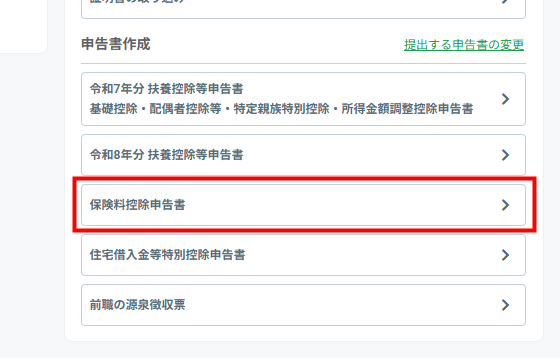 申告書作成
提出する申告書の変更
令和7年分 扶養控除等申告書
基礎控除・配偶者控除等・特定親族特別控除・所得金額調整控除申告書
令和8年分 扶養控除等申告書
保険料控除申告書
住宅借入金等特別控除申告書
前職の源泉徴収票